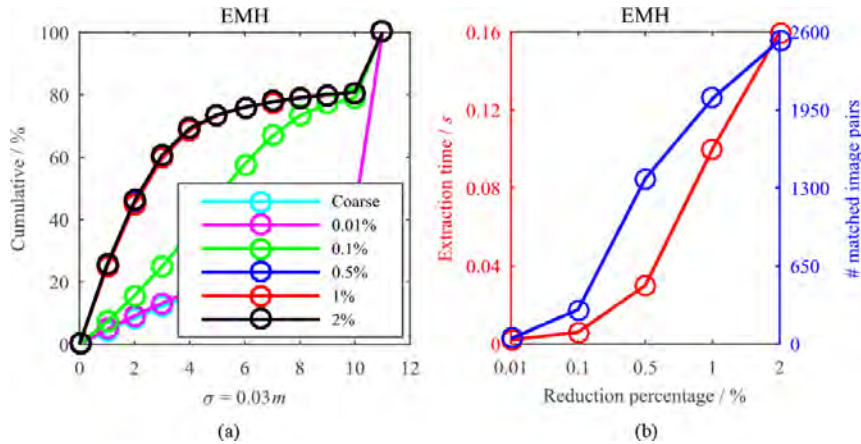 EMH
100
80
60
40
20
0
Cumulative / %
0 2 4 6 8 10 12
σ = 0.03m
Coarse
0.01%
0.1%
0.5%
1%
2%
(a)
EMH
0.16
0.12
0.08
0.04
0
Extraction time / s
2600
1950
1300
650
0
# matched image pairs
0.01 0.1 0.5 1 2
Reduction percentage / %
(b)